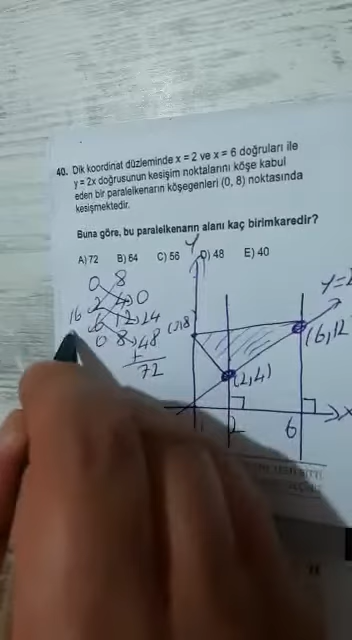 40. Dik koordinat düzleminde x = 2 ve x = 6 doğruları ile
y = 2x doğrusunun kesişim noktalarını köşe kabul
eden bir paralelkenarın köşegenleri (0, 8) noktasında
kesişmektedir.
Buna göre, bu paralelkenarın alanı kaç birimkaredir?
A) 72 B) 64 C) 56 D) 48 E) 40
y
0 8
2 4 0
16 6 12 24
0 8 48
+
72
(0,8)
(2,4)
(6,12
y=2
2
6
x